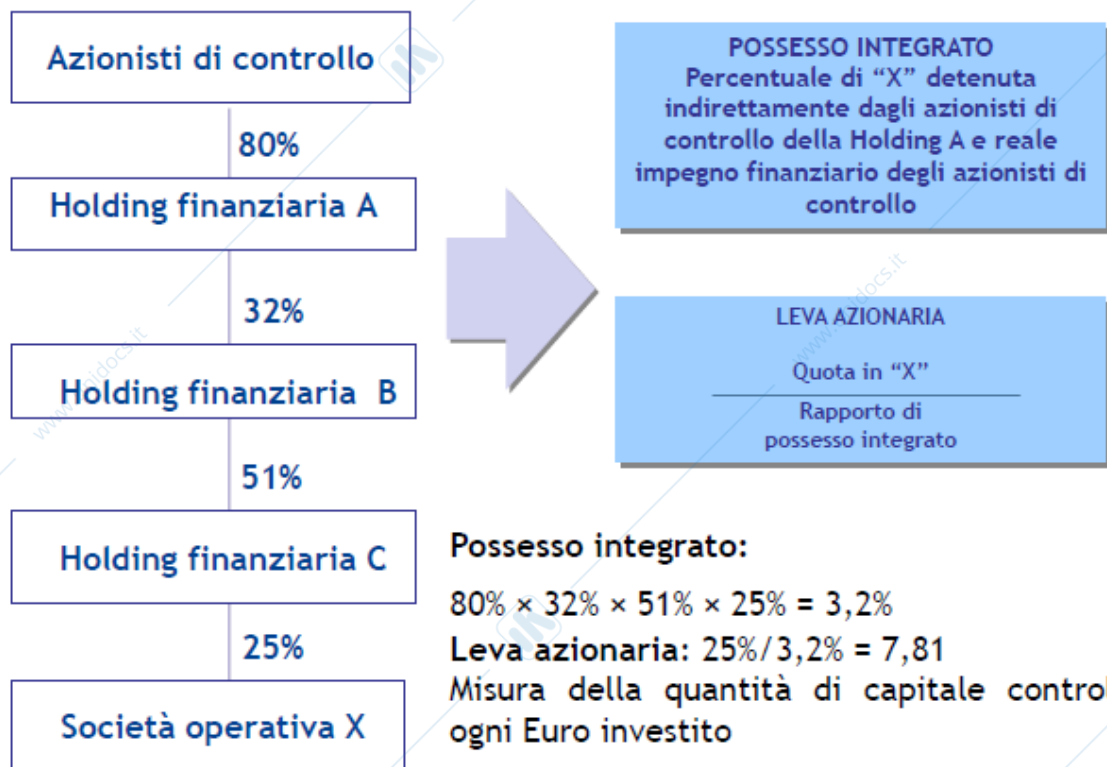 Azionisti di controllo
80%
Holding finanziaria A
32%
Holding finanziaria B
51%
Holding finanziaria C
25%
Società operativa X
POSSESSO INTEGRATO
Percentuale di “X” detenuta
indirettamente dagli azionisti di
controllo della Holding A e reale
impegno finanziario degli azionisti di
controllo
LEVA AZIONARIA
Quota in “X”
Rapporto di
possesso integrato
Possesso integrato:
80% × 32% × 51% × 25% = 3,2%
Leva azionaria: 25%/3,2% = 7,81
Misura della quantità di capitale control
ogni Euro investito